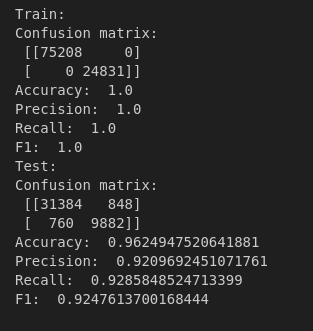 Train:
Confusion matrix:
[[75208     0]
[    0 24831]]
Accuracy:  1.0
Precision:  1.0
Recall:  1.0
F1:  1.0
Test:
Confusion matrix:
[[31384   848]
[  760  9882]]
Accuracy:  0.9624947520641881
Precision:  0.9209692451071761
Recall:  0.9285848524713399
F1:  0.9247613700168444